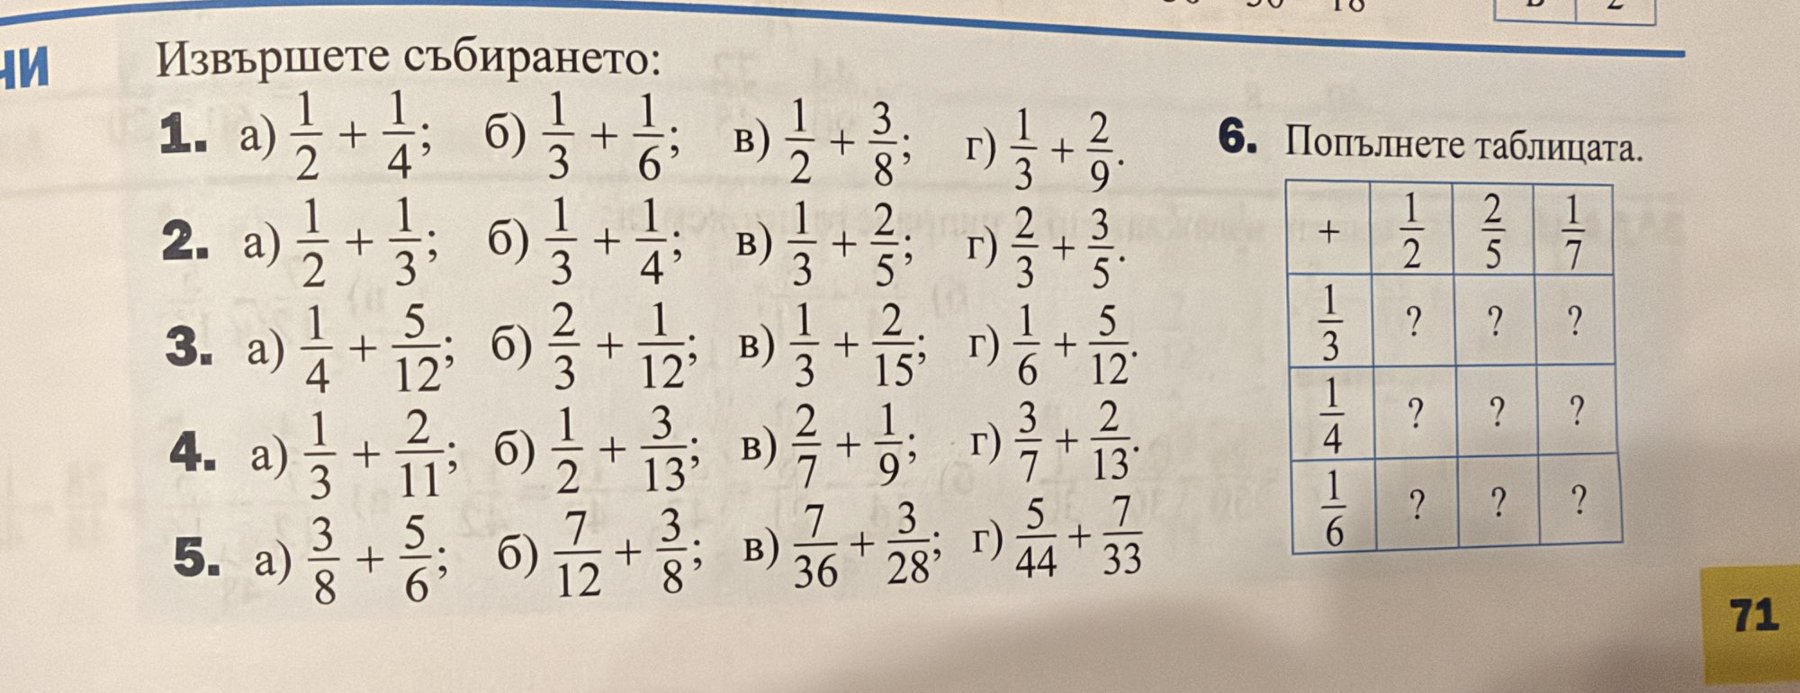 чи
Извършете събирането:
1. а) 1/2 + 1/4; б) 1/3 + 1/6; в) 1/2 + 3/8; г) 1/3 + 2/9.
2. а) 1/2 + 1/3; б) 1/3 + 1/4; в) 1/3 + 2/5; г) 2/3 + 3/5.
3. а) 1/4 + 5/12; б) 2/3 + 1/12; в) 1/3 + 2/15; г) 1/6 + 5/12.
4. а) 1/3 + 2/11; б) 1/2 + 3/13; в) 2/7 + 1/9; г) 3/7 + 2/13.
5. а) 3/8 + 5/6; б) 7/12 + 3/8; в) 7/36 + 3/28; г) 5/44 + 7/33
6. Попълнете таблицата.
+ 1/2 2/5 1/7
1/3 ? ? ?
1/4 ? ? ?
1/6 ? ? ?
71